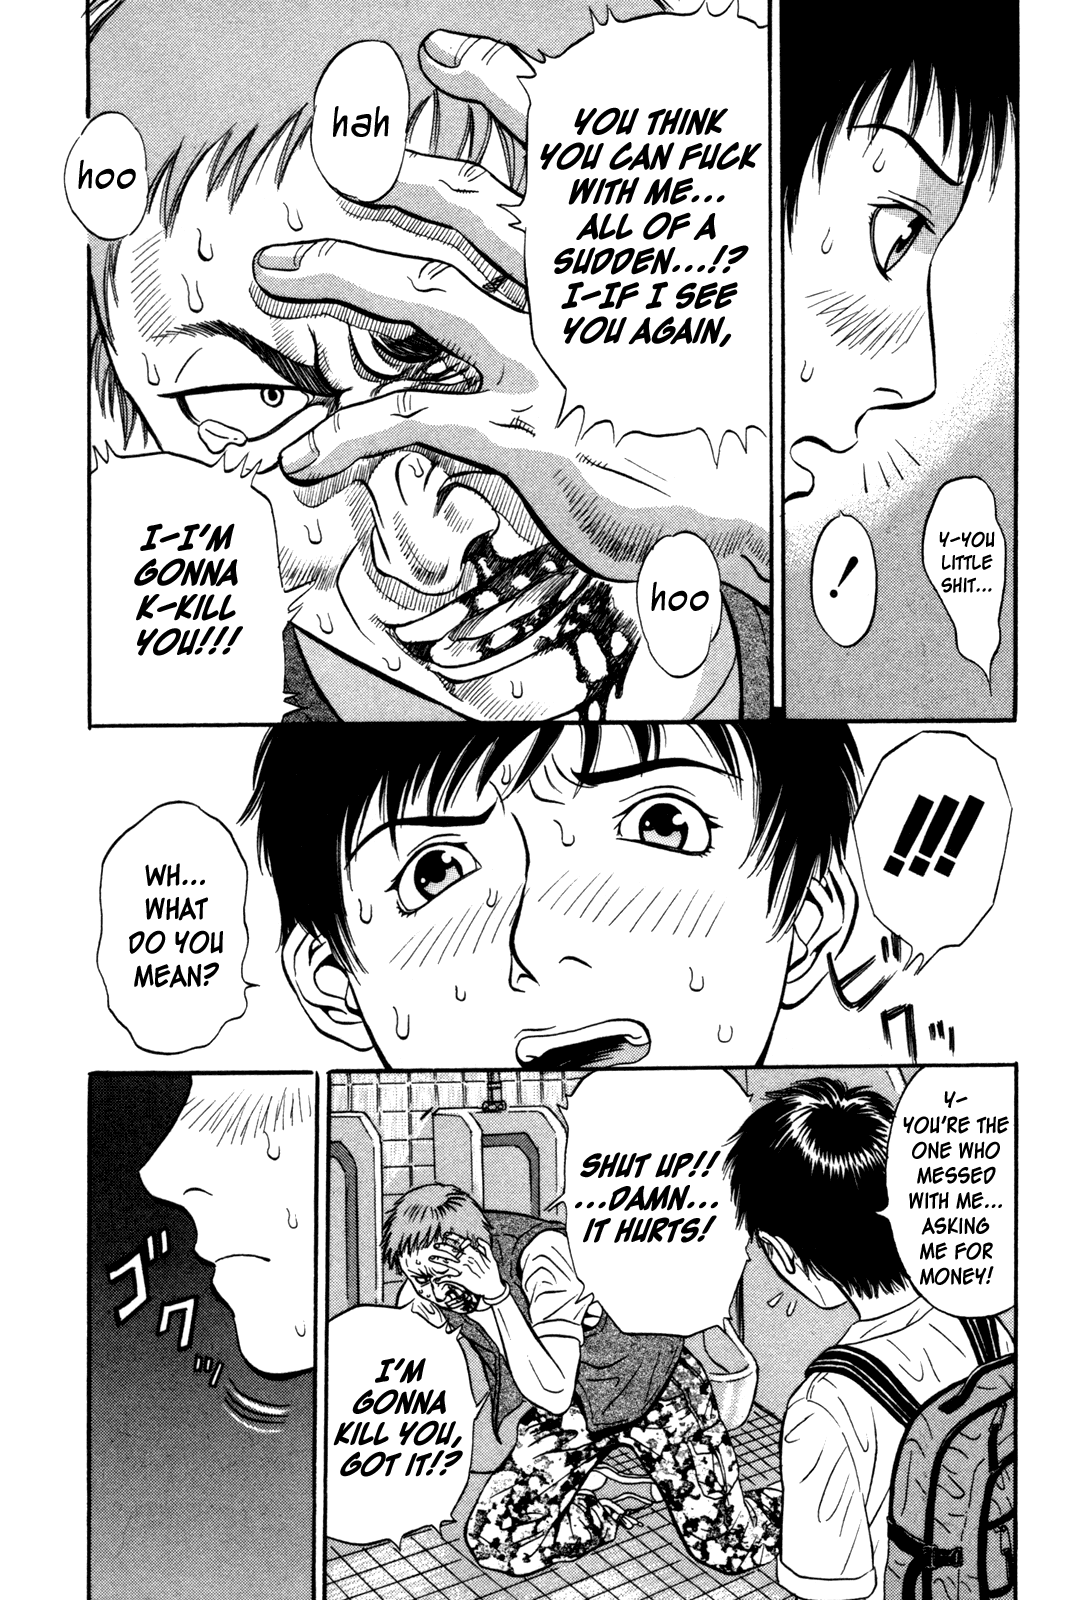 Y-YOU
LITTLE
SHIT...
!
YOU THINK
YOU CAN FUCK
WITH ME...
ALL OF A
SUDDEN...!?
I-IF I SEE
YOU AGAIN,
hah
hoo
hoo
I-I'M
GONNA
K-KILL
YOU!!!
!!!
ビクッ
WH...
WHAT
DO YOU
MEAN?
Y-
YOU'RE THE
ONE WHO
MESSED
WITH ME...
ASKING
ME FOR
MONEY!
SHUT UP!!
...DAMN...
IT HURTS!
I'M
GONNA
KILL YOU,
GOT IT!?
ゴクッ